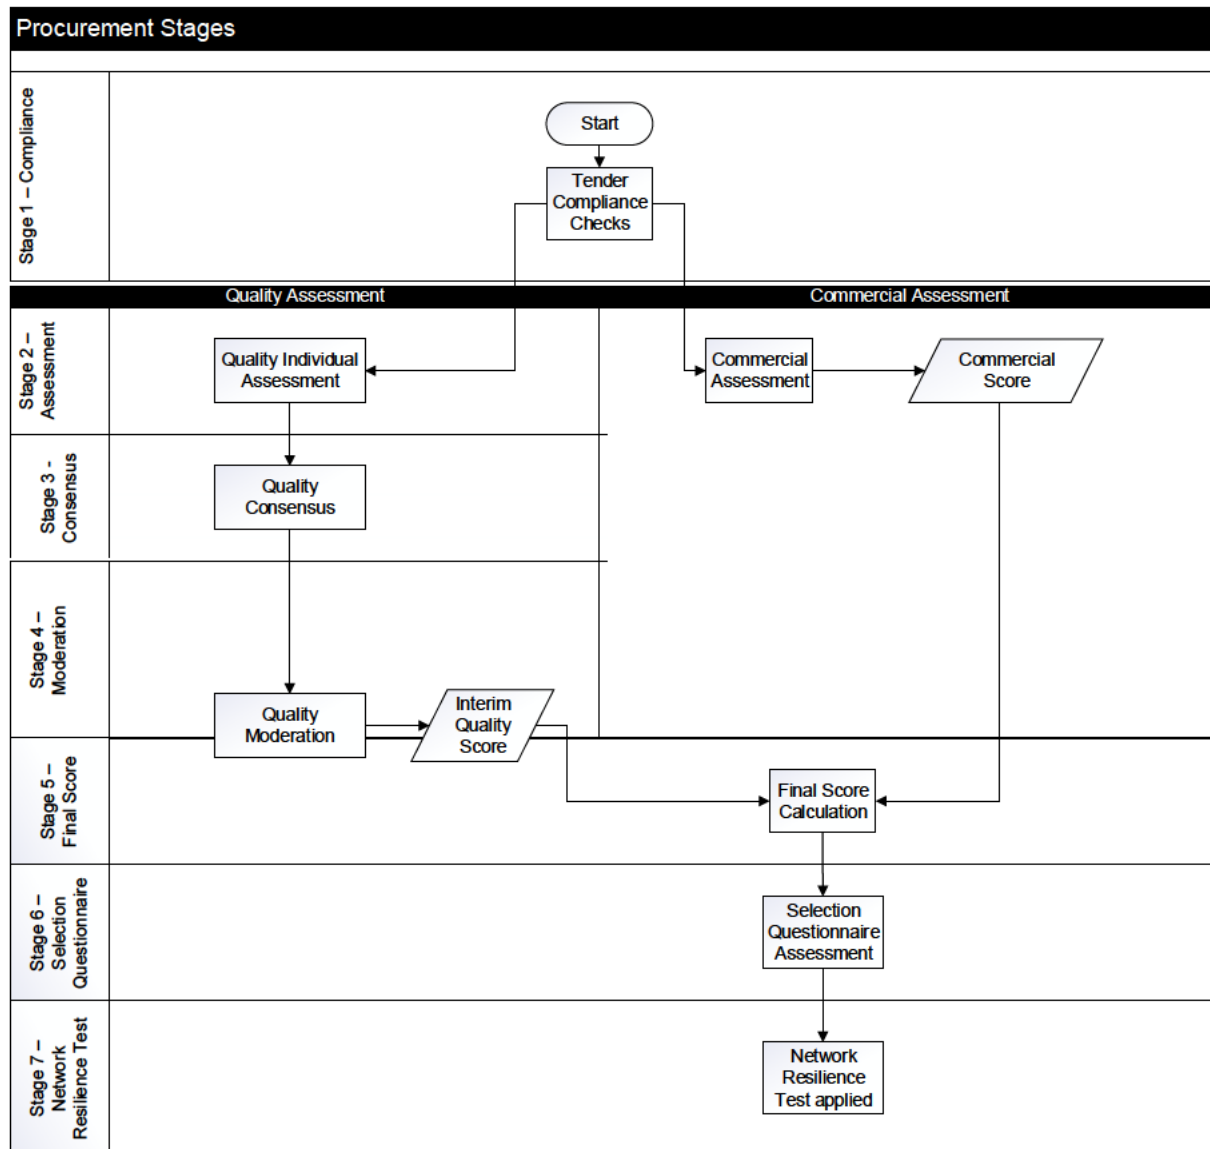 Procurement Stages
Stage 1 – Compliance
Start
Tender
Compliance
Checks
Quality Assessment
Commercial Assessment
Stage 2 –
Assessment
Quality Individual
Assessment
Commercial
Assessment
Commercial
Score
Stage 3 -
Consensus
Quality
Consensus
Stage 4 –
Moderation
Quality
Moderation
Interim
Quality
Score
Stage 5 –
Final Score
Final Score
Calculation
Stage 6 –
Selection
Questionnaire
Selection
Questionnaire
Assessment
Stage 7 –
Network
Resilience Test
Network
Resilience
Test applied